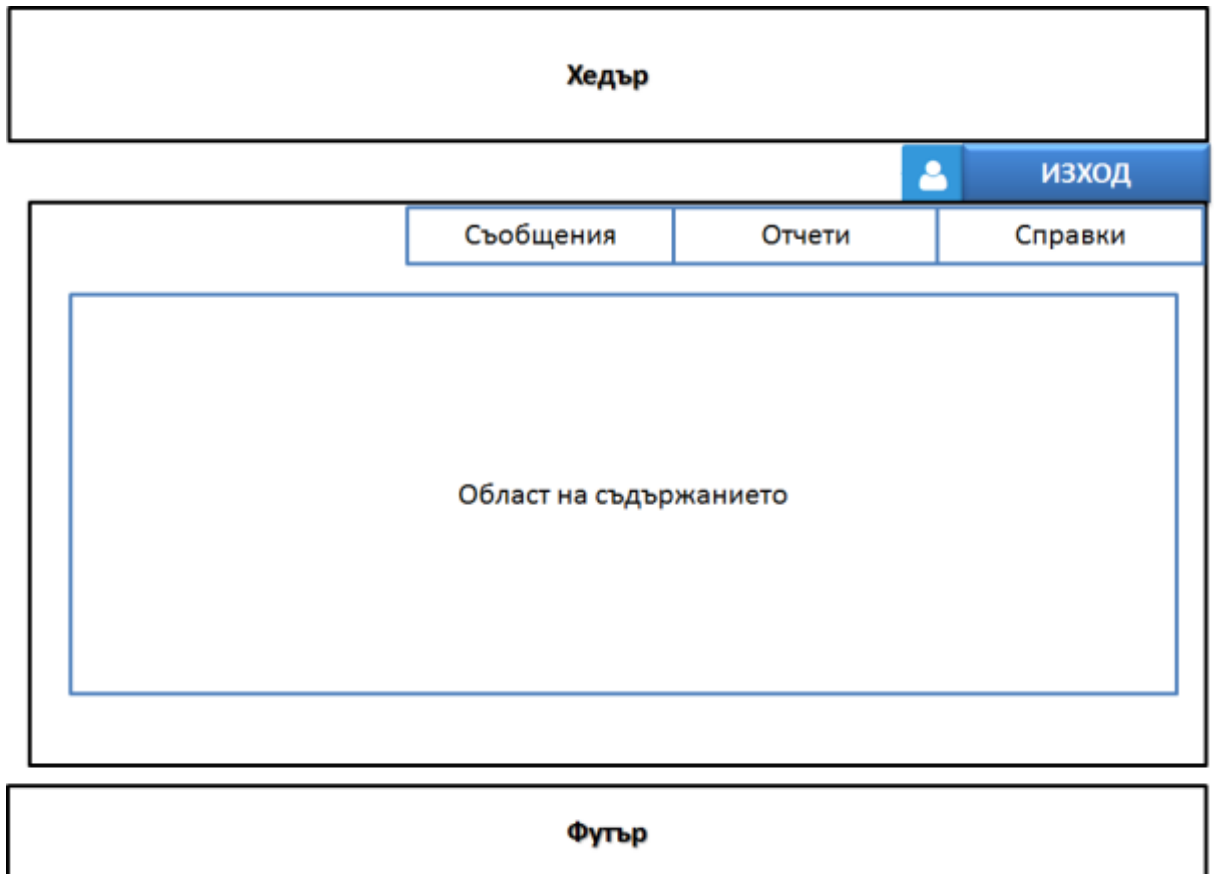 Хедър
ИЗХОД
Съобщения Отчети Справки
Област на съдържанието
Футър